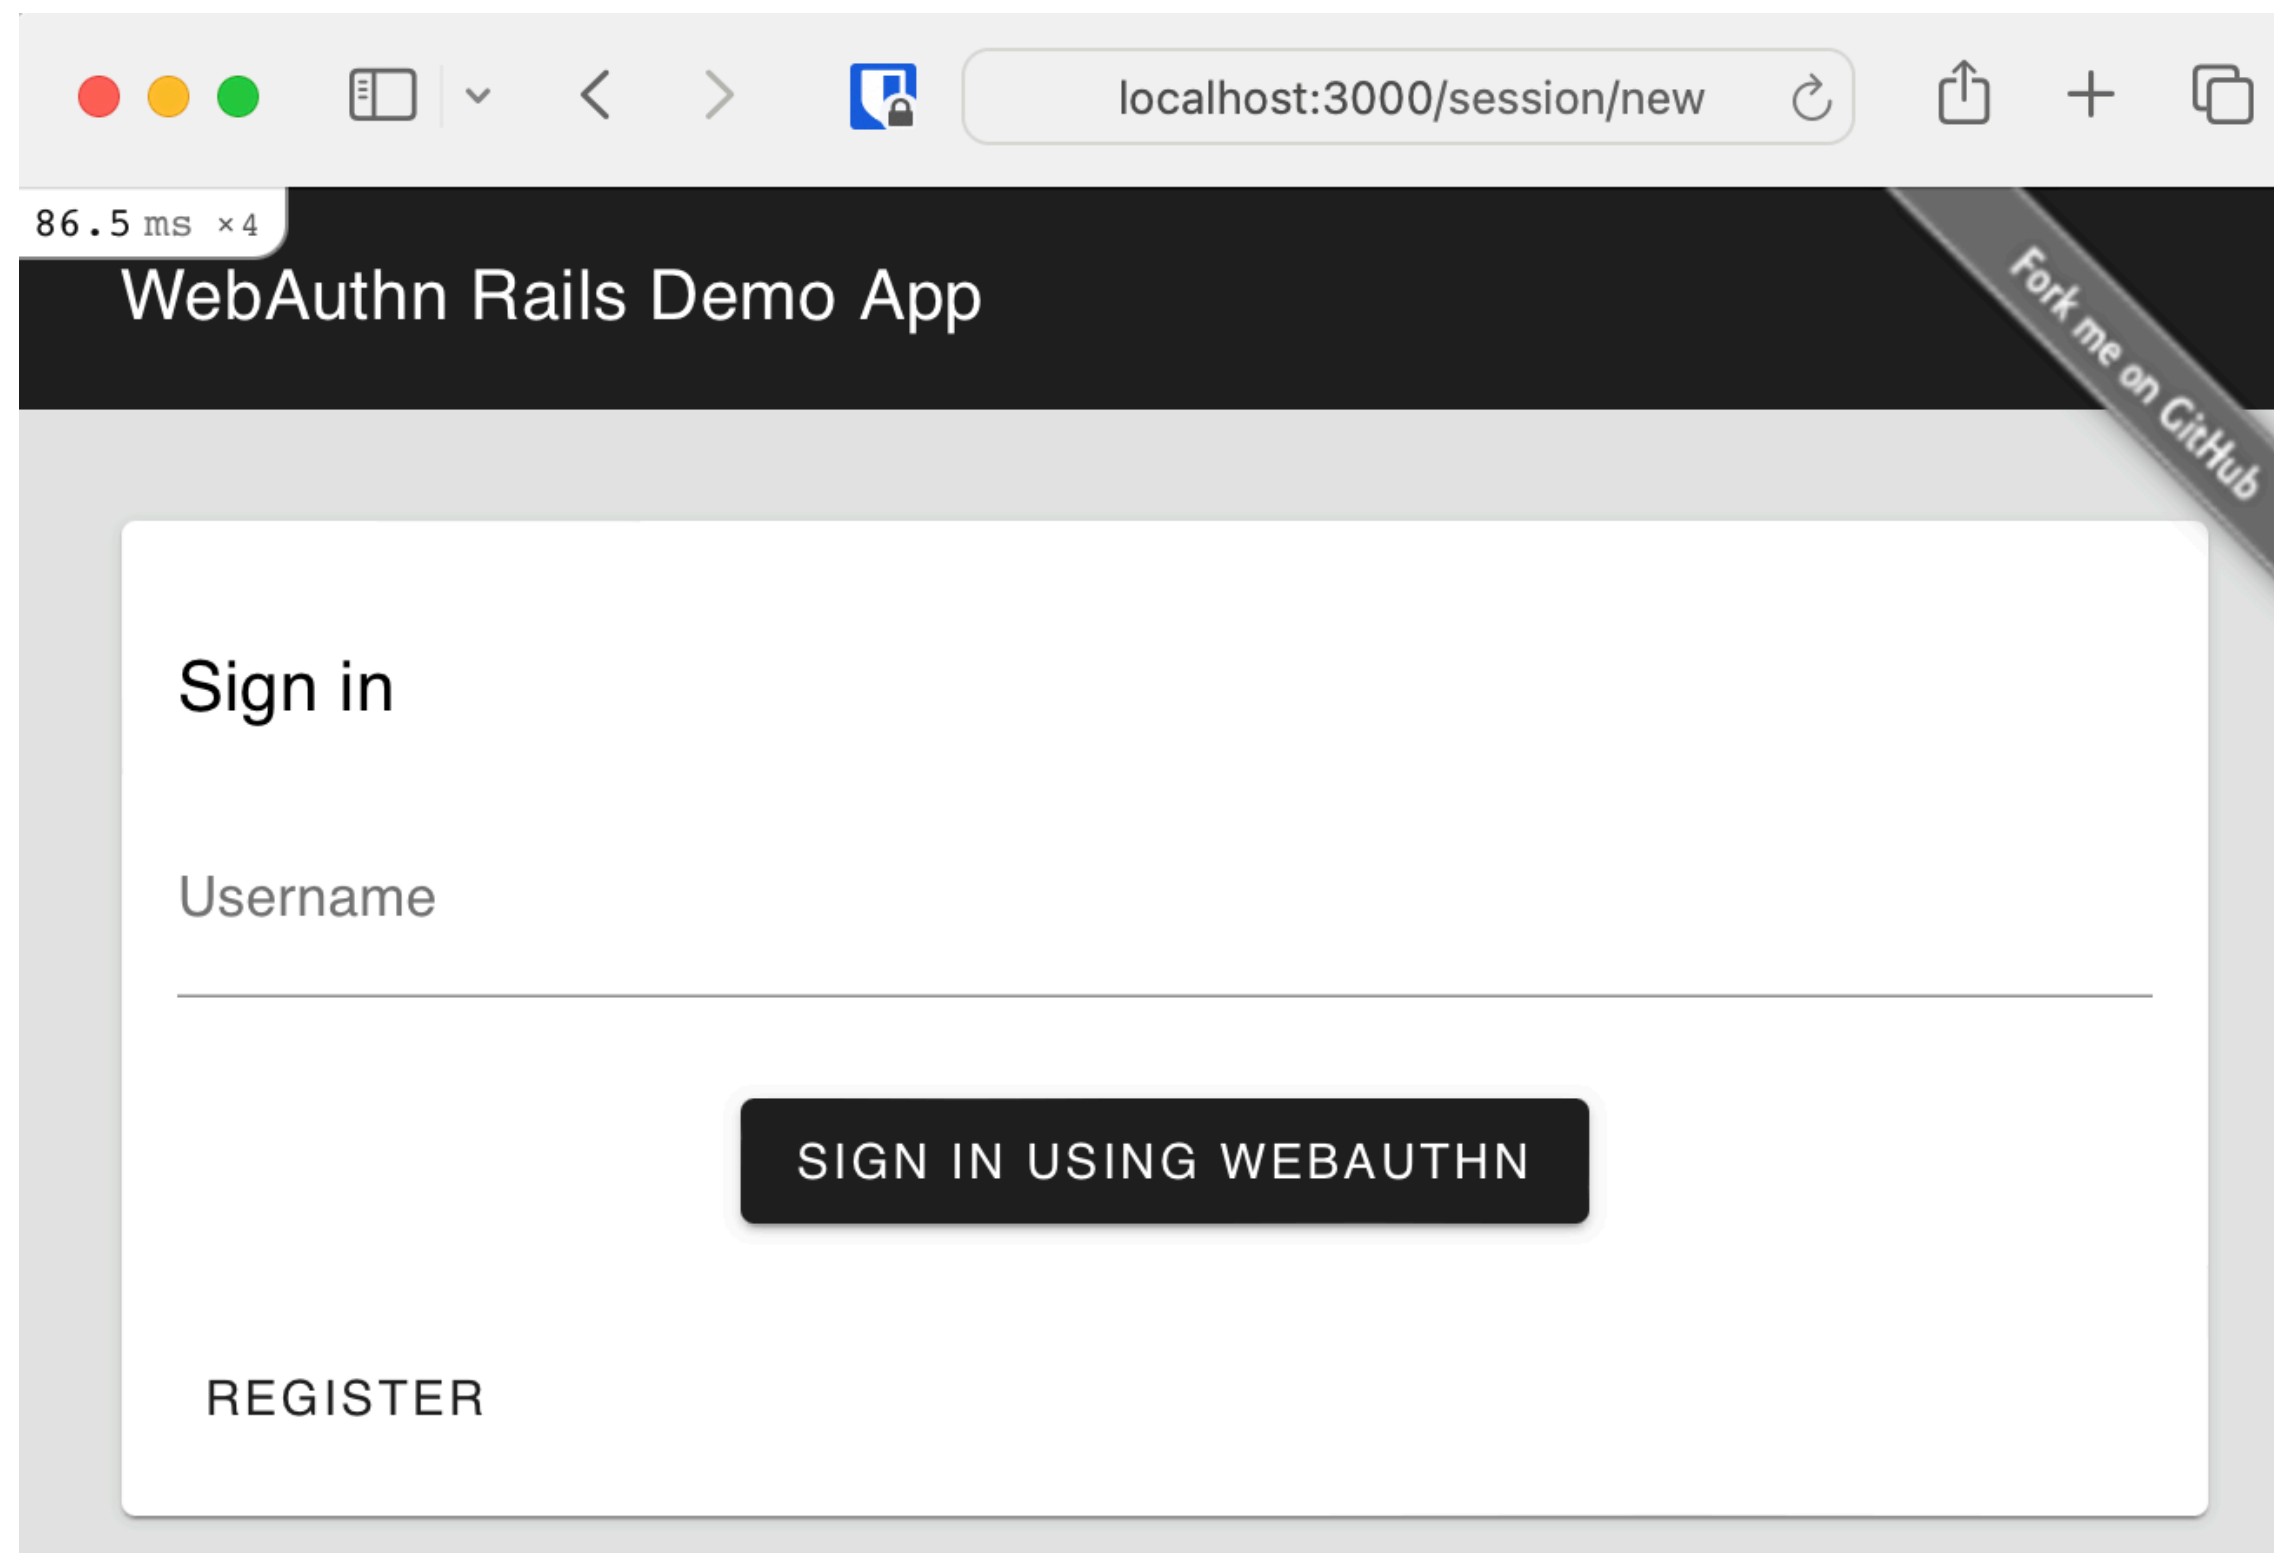 localhost:3000/session/new
86.5 ms ×4
WebAuthn Rails Demo App
Fork me on GitHub
Sign in
Username
SIGN IN USING WEBAUTHN
REGISTER